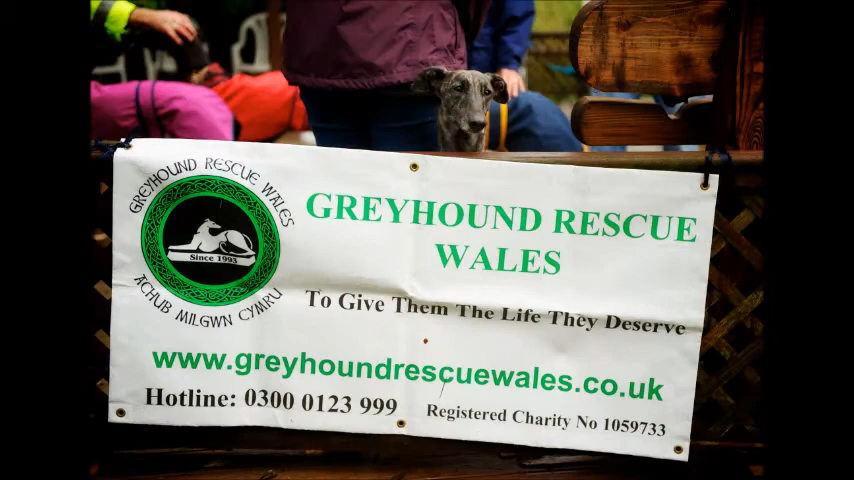 GREYHOUND RESCUE WALES
Since 1993
ACHUB MILGWN CYMRU
GREYHOUND RESCUE
WALES
To Give Them The Life They Deserve
www.greyhoundrescuewales.co.uk
Hotline: 0300 0123 999
Registered Charity No 1059733